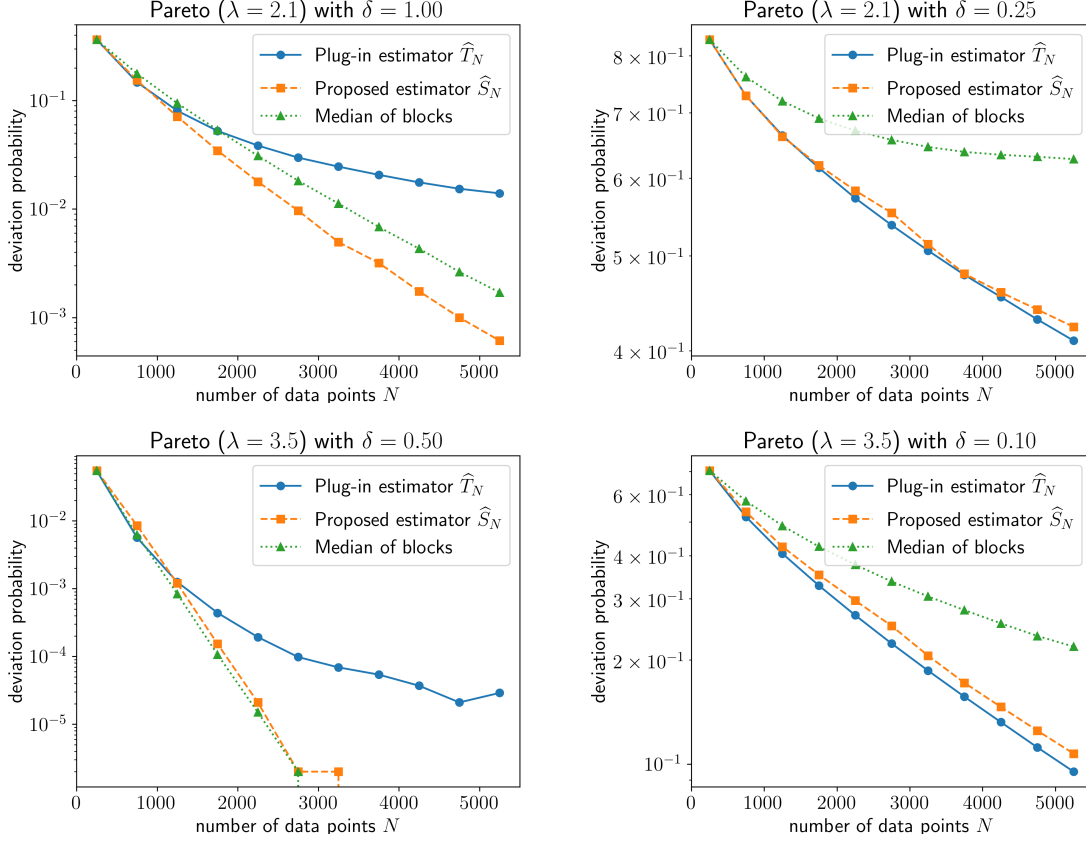 Pareto (λ = 2.1) with δ = 1.00
10⁻¹
10⁻²
10⁻³
deviation probability
Plug-in estimator T̂_N
Proposed estimator Ŝ_N
Median of blocks
0 1000 2000 3000 4000 5000
number of data points N
Pareto (λ = 2.1) with δ = 0.25
8 × 10⁻¹
7 × 10⁻¹
6 × 10⁻¹
5 × 10⁻¹
4 × 10⁻¹
deviation probability
Plug-in estimator T̂_N
Proposed estimator Ŝ_N
Median of blocks
0 1000 2000 3000 4000 5000
number of data points N
Pareto (λ = 3.5) with δ = 0.50
10⁻²
10⁻³
10⁻⁴
10⁻⁵
deviation probability
Plug-in estimator T̂_N
Proposed estimator Ŝ_N
Median of blocks
0 1000 2000 3000 4000 5000
number of data points N
Pareto (λ = 3.5) with δ = 0.10
6 × 10⁻¹
4 × 10⁻¹
3 × 10⁻¹
2 × 10⁻¹
10⁻¹
deviation probability
Plug-in estimator T̂_N
Proposed estimator Ŝ_N
Median of blocks
0 1000 2000 3000 4000 5000
number of data points N